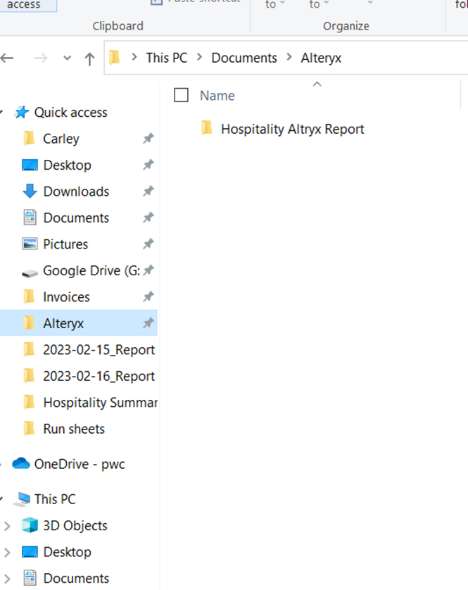 access
Paste shortcut
to
to
fol
Clipboard
Organize
This PC > Documents > Alteryx
Name
Hospitality Altryx Report
Quick access
Carley
Desktop
Downloads
Documents
Pictures
Google Drive (G:
Invoices
Alteryx
2023-02-15_Report
2023-02-16_Report
Hospitality Summar
Run sheets
OneDrive - pwc
This PC
3D Objects
Desktop
Documents